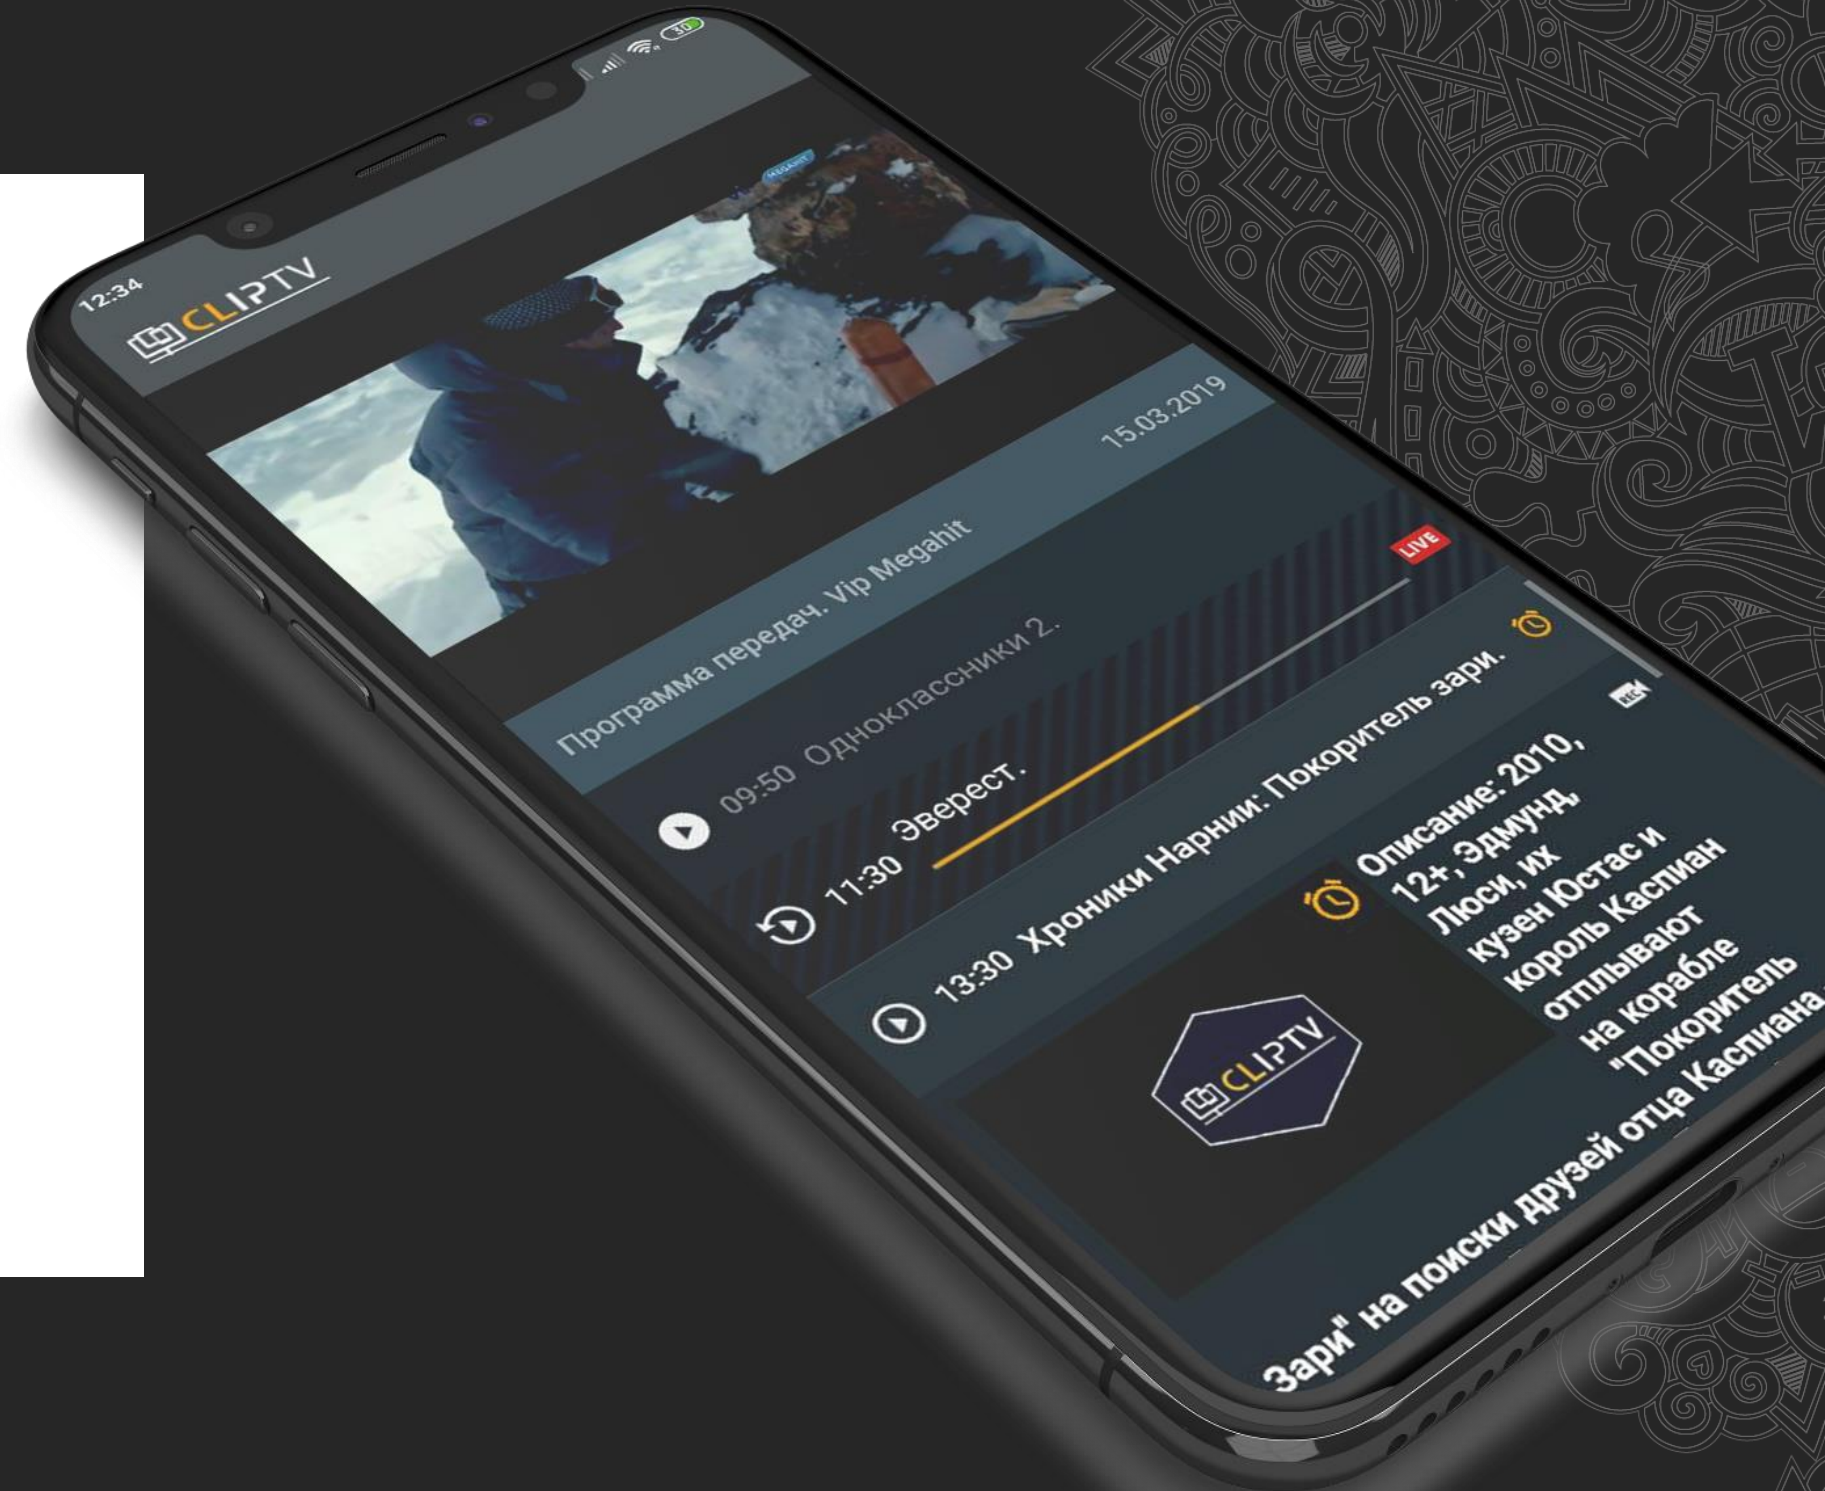 12:34
30
CLIPTV
MEGAHIT
Программа передач. Vip Megahit 15.03.2019
09:50 Одноклассники 2.
LIVE
11:30 Эверест.
13:30 Хроники Нарнии: Покоритель зари.
REC
Описание: 2010,
12+, Эдмунд,
Люси, их
кузен Юстас и
король Каспиан
отплывают
на корабле
"Покоритель
Зари" на поиски друзей отца Каспиана
CLIPTV